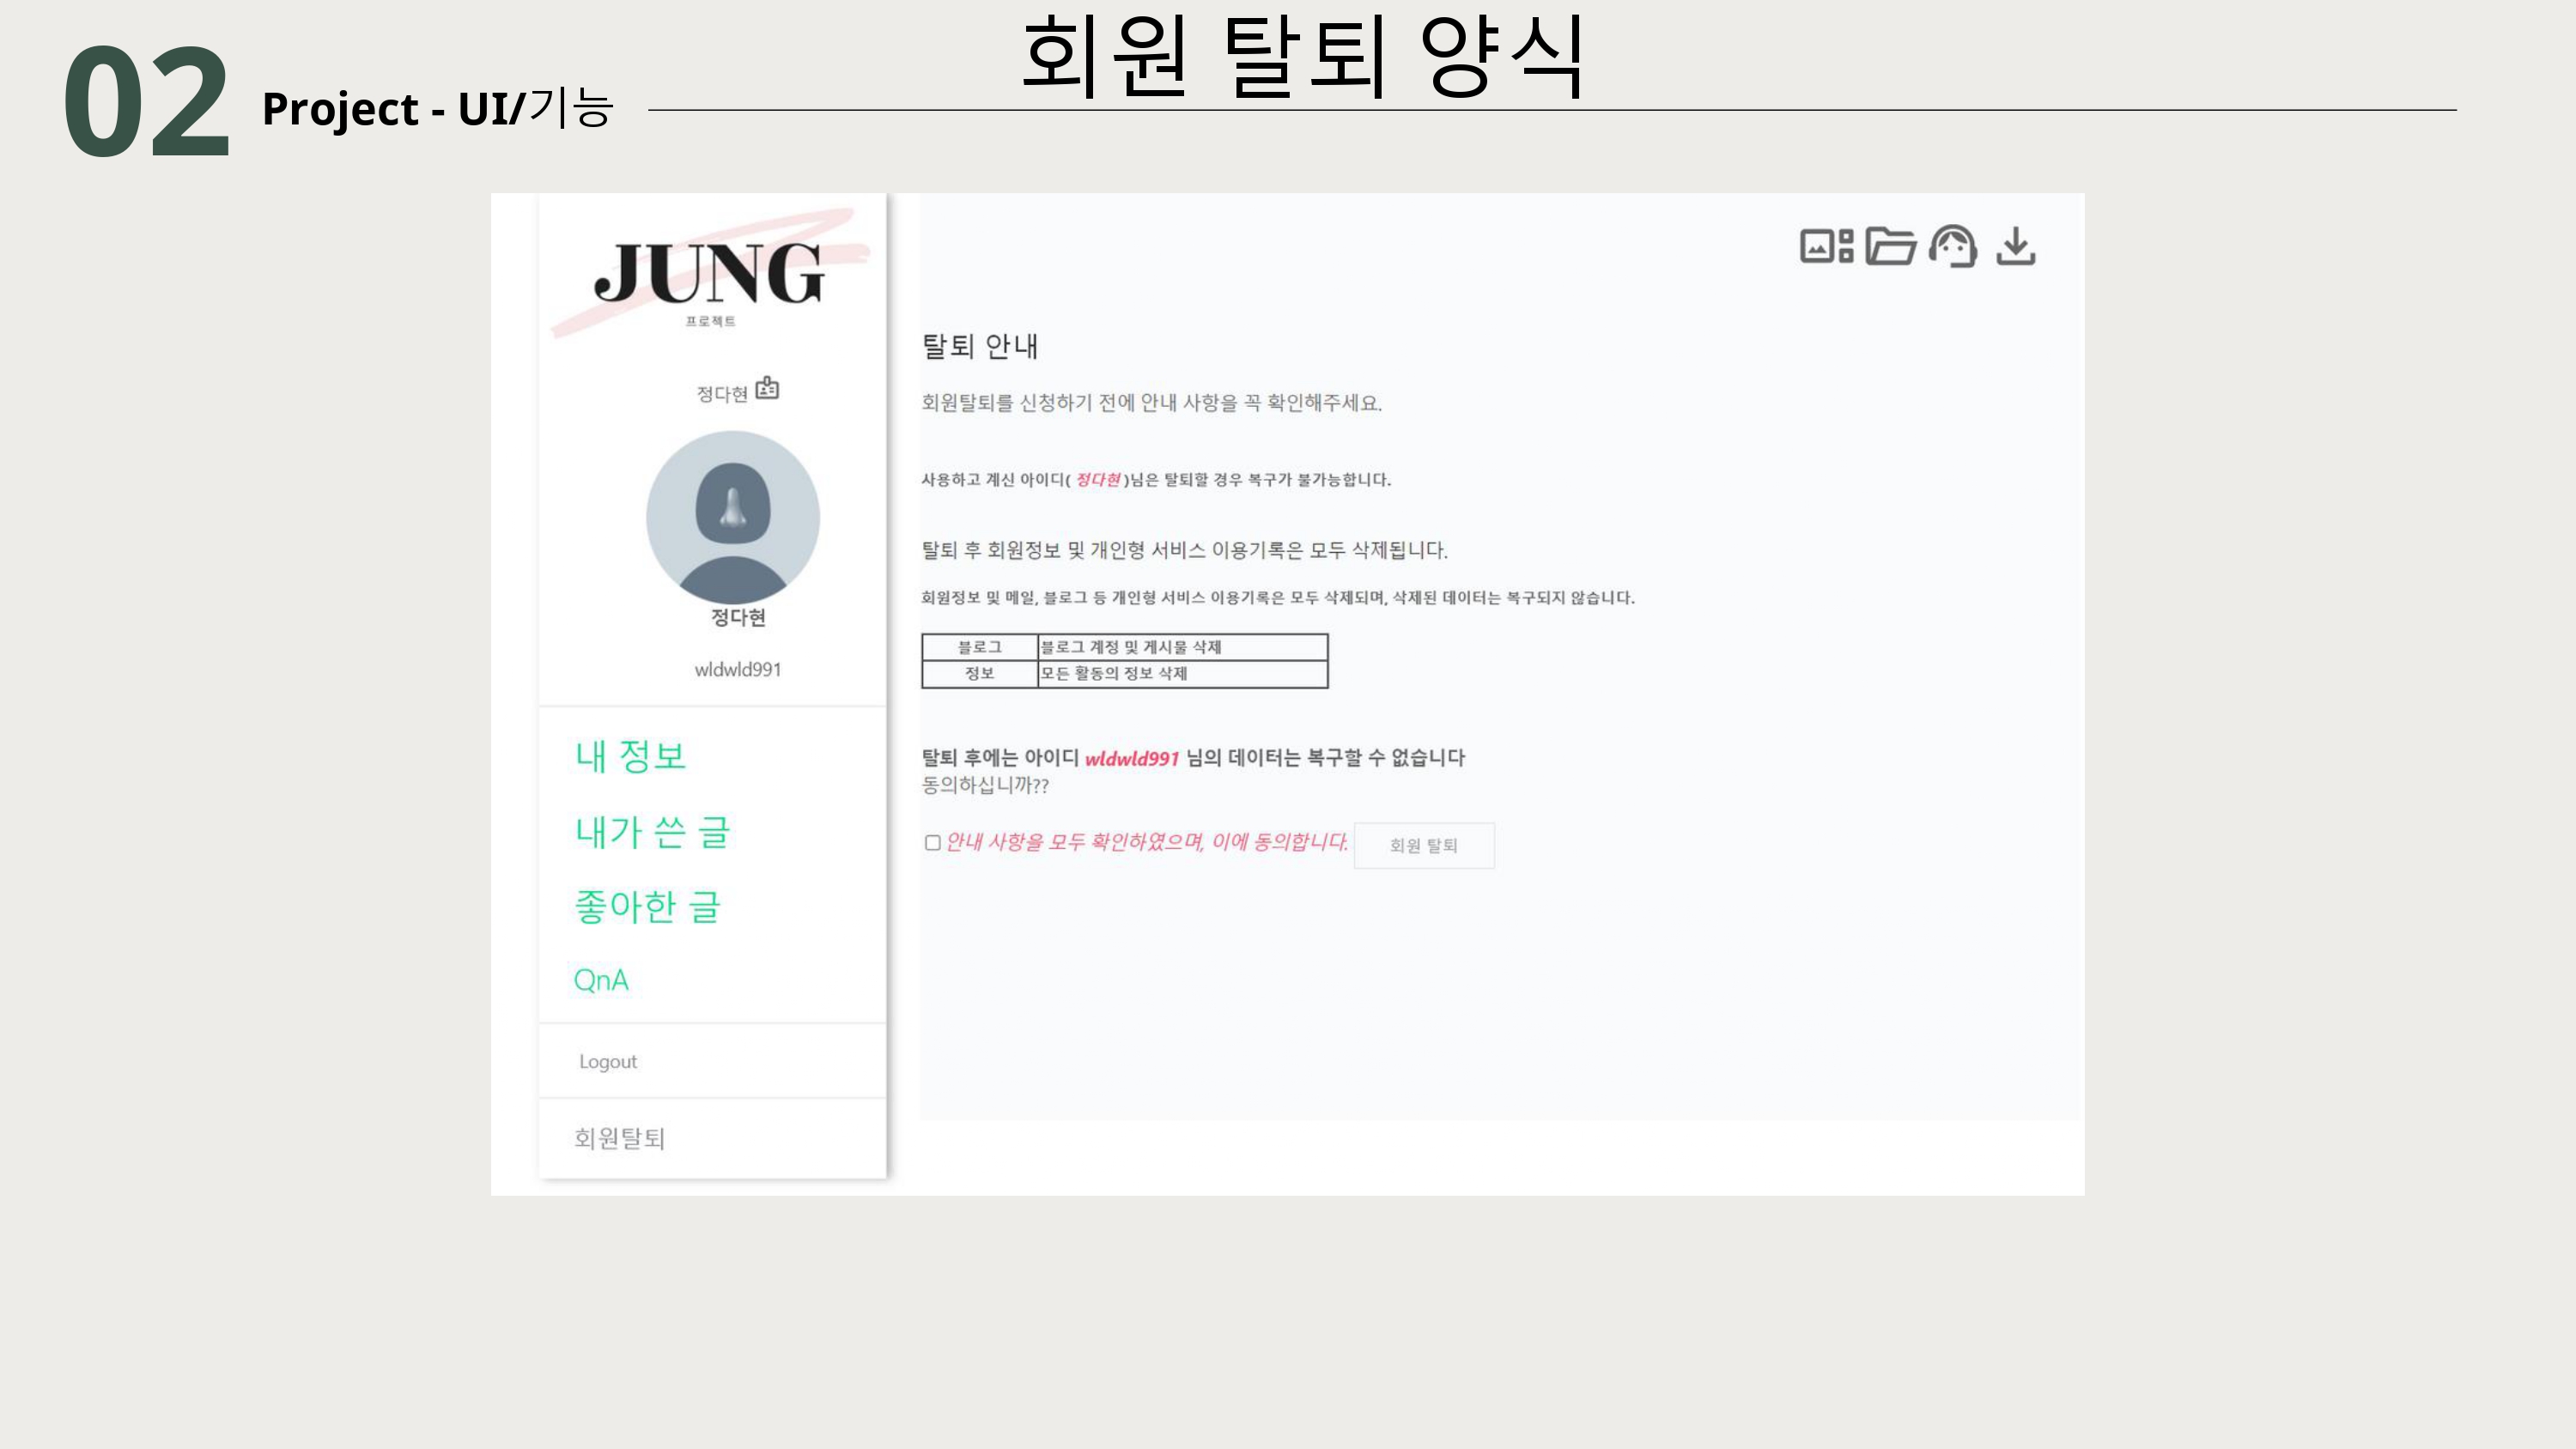 회원 탈퇴 양식
02
Project - UI/기능
JUNG
프로젝트
정다현
정다현
wldwld991
내 정보
내가 쓴 글
좋아한 글
QnA
Logout
회원탈퇴
탈퇴 안내
회원탈퇴를 신청하기 전에 안내 사항을 꼭 확인해주세요.
사용하고 계신 아이디( 정다현 )님은 탈퇴할 경우 복구가 불가능합니다.
탈퇴 후 회원정보 및 개인형 서비스 이용기록은 모두 삭제됩니다.
회원정보 및 메일, 블로그 등 개인형 서비스 이용기록은 모두 삭제되며, 삭제된 데이터는 복구되지 않습니다.
블로그 블로그 계정 및 게시물 삭제
정보 모든 활동의 정보 삭제
탈퇴 후에는 아이디 wldwld991 님의 데이터는 복구할 수 없습니다
동의하십니까??
안내 사항을 모두 확인하였으며, 이에 동의합니다. 회원 탈퇴